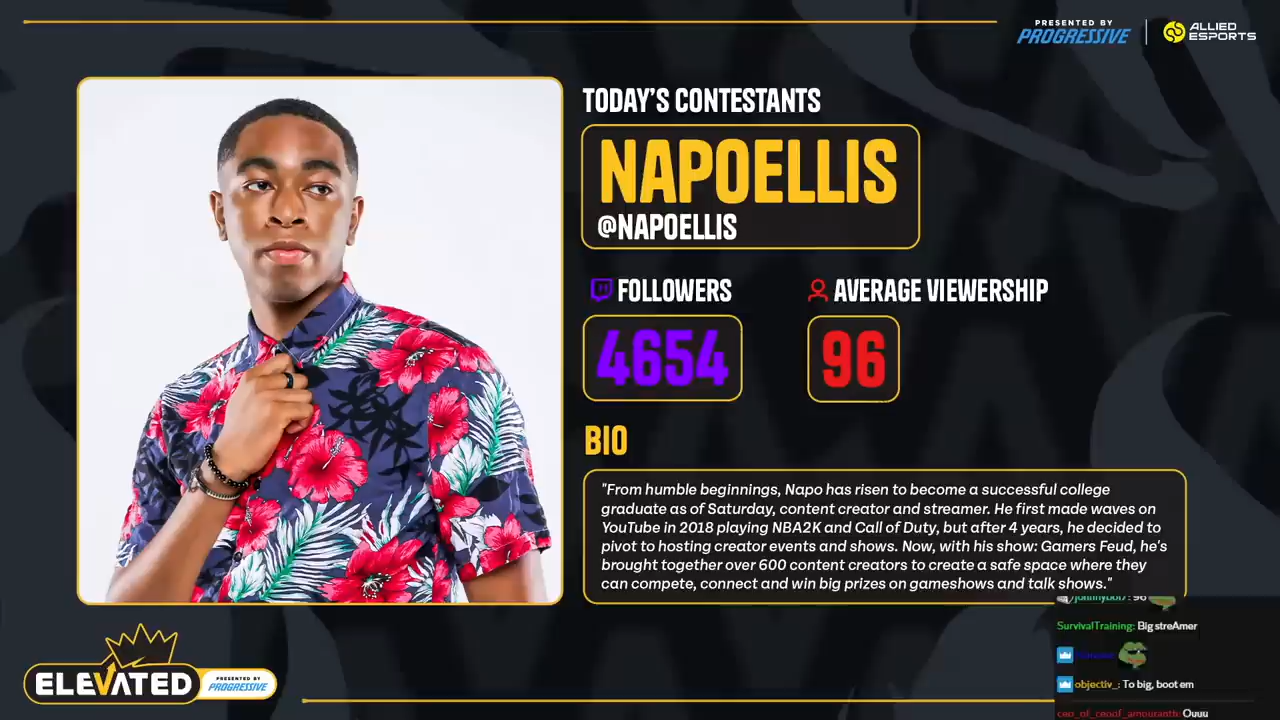 PRESENTED BY
PROGRESSIVE
ALLIED
ESPORTS
TODAY'S CONTESTANTS
NAPOELLIS
@NAPOELLIS
FOLLOWERS
AVERAGE VIEWERSHIP
4654
96
BIO
"From humble beginnings, Napo has risen to become a successful college
graduate as of Saturday, content creator and streamer. He first made waves on
YouTube in 2018 playing NBA2K and Call of Duty, but after 4 years, he decided to
pivot to hosting creator events and shows. Now, with his show: Gamers Feud, he's
brought together over 600 content creators to create a safe space where they
can compete, connect and win big prizes on gameshows and talk shows."
: 96
SurvivalTraining: Big streAmer
objectiv_: To big, boot em
ceo_of_ceoof_amouranth: Ouuu
ELEVATED
PRESENTED BY
PROGRESSIVE